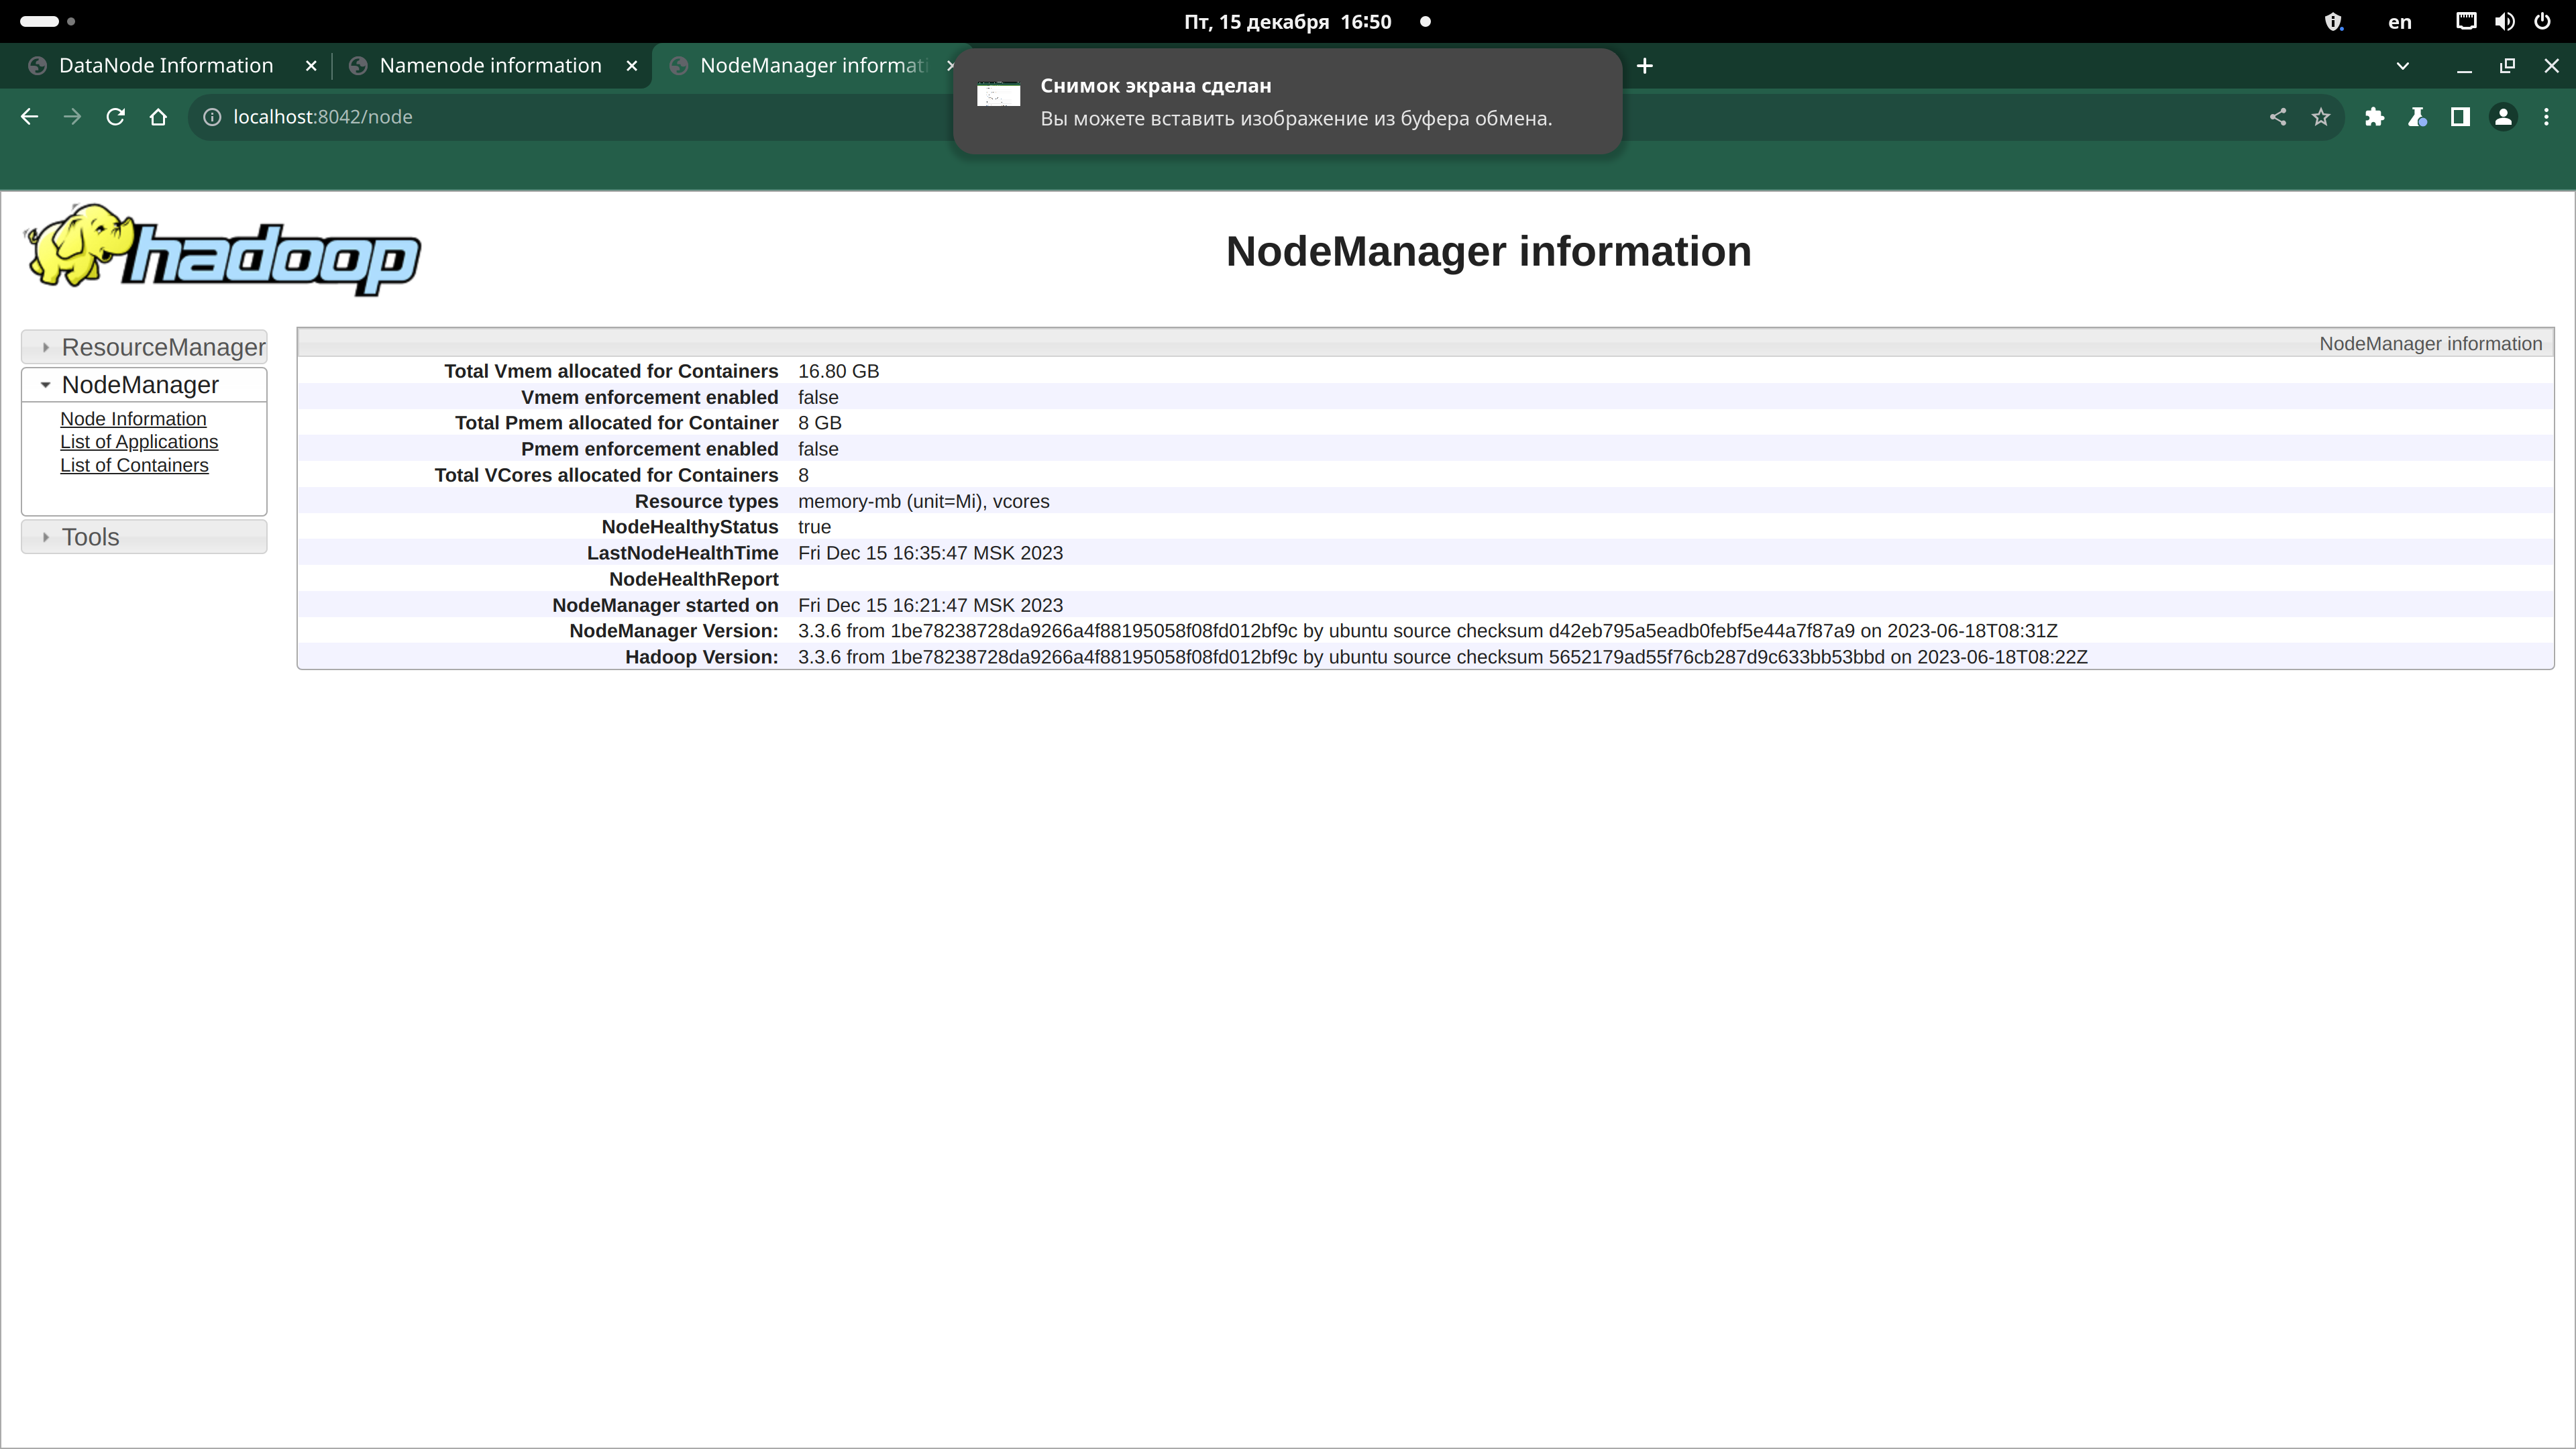 Пт, 15 декабря 16:50
en
DataNode Information
Namenode information
NodeManager informati
Снимок экрана сделан
Вы можете вставить изображение из буфера обмена.
localhost:8042/node
hadoop
NodeManager information
ResourceManager
NodeManager
Node Information
List of Applications
List of Containers
Tools
NodeManager information
Total Vmem allocated for Containers 16.80 GB
Vmem enforcement enabled false
Total Pmem allocated for Container 8 GB
Pmem enforcement enabled false
Total VCores allocated for Containers 8
Resource types memory-mb (unit=Mi), vcores
NodeHealthyStatus true
LastNodeHealthTime Fri Dec 15 16:35:47 MSK 2023
NodeHealthReport
NodeManager started on Fri Dec 15 16:21:47 MSK 2023
NodeManager Version: 3.3.6 from 1be78238728da9266a4f88195058f08fd012bf9c by ubuntu source checksum d42eb795a5eadb0febf5e44a7f87a9 on 2023-06-18T08:31Z
Hadoop Version: 3.3.6 from 1be78238728da9266a4f88195058f08fd012bf9c by ubuntu source checksum 5652179ad55f76cb287d9c633bb53bbd on 2023-06-18T08:22Z